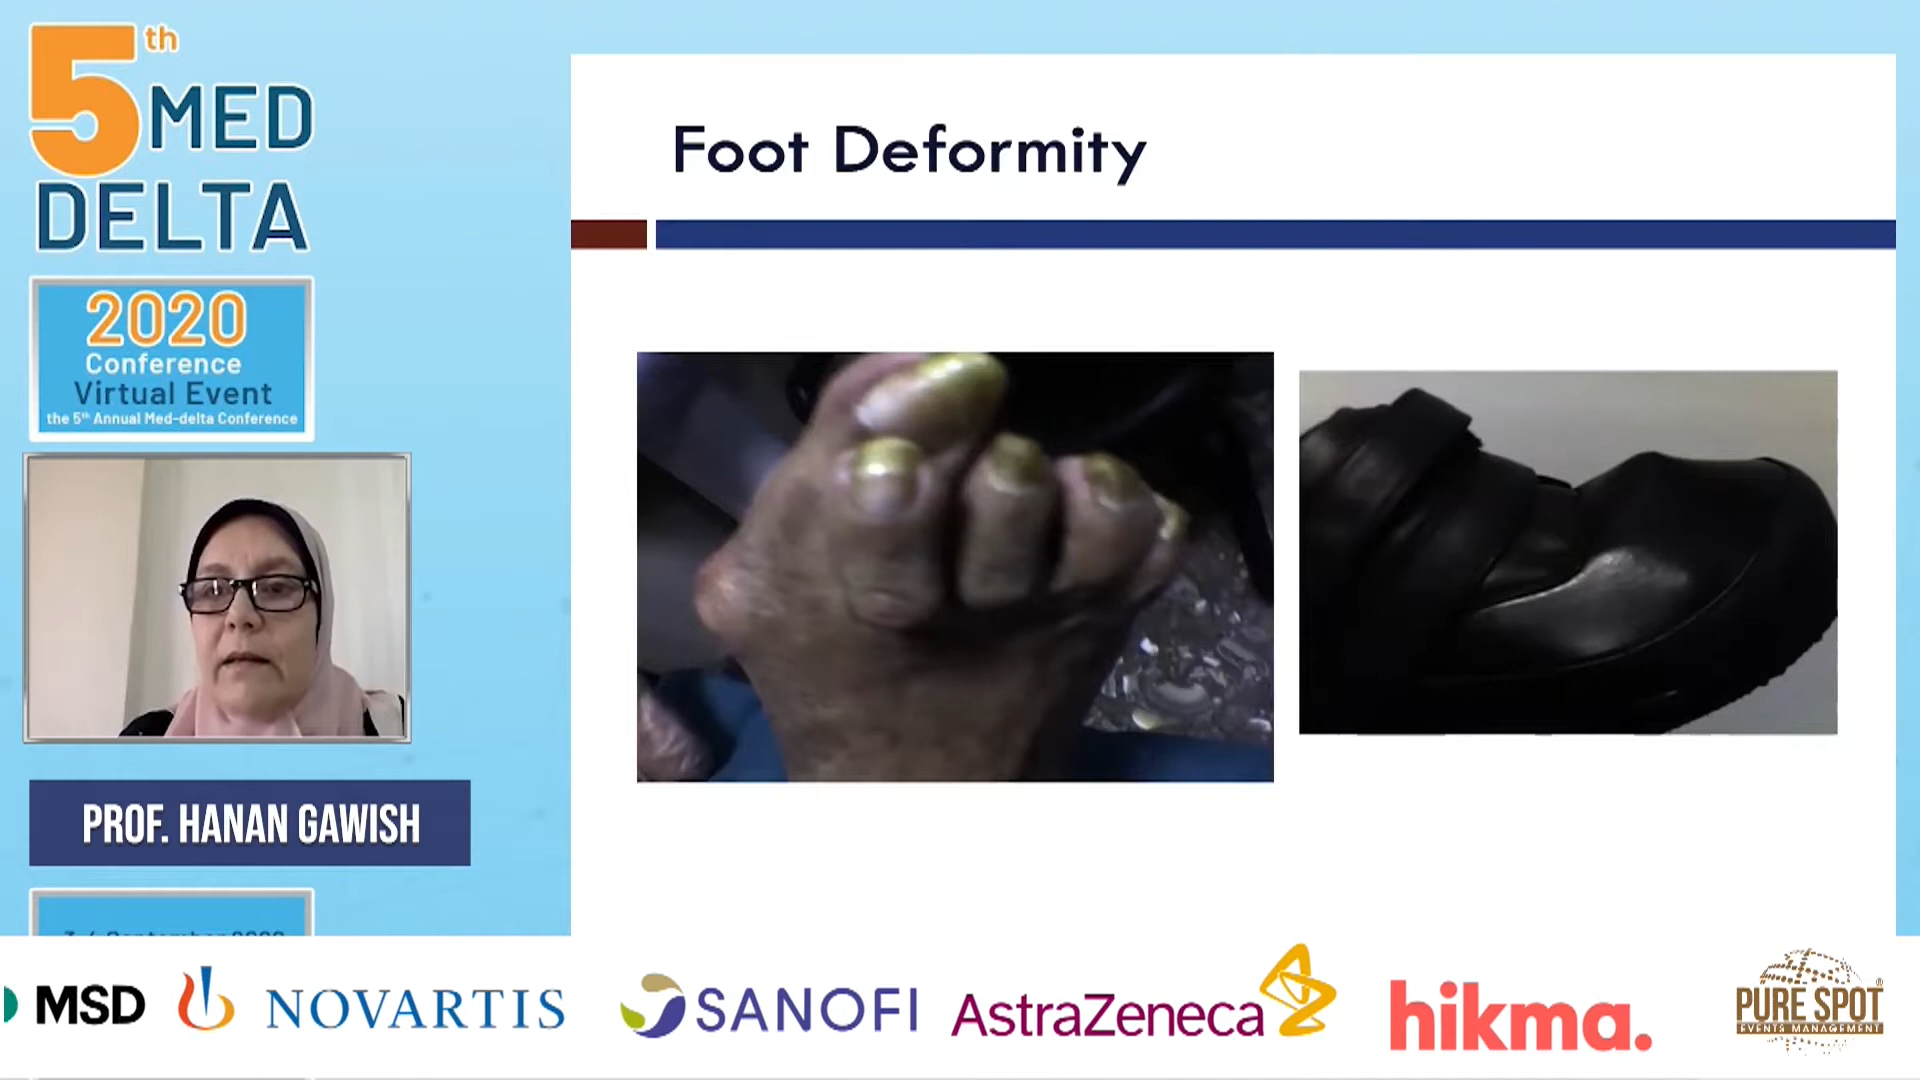 5th MED
DELTA
2020
Conference
Virtual Event
the 5th Annual Med-delta Conference
PROF. HANAN GAWISH
Foot Deformity
MSD
NOVARTIS
SANOFI
AstraZeneca
hikma.
PURE SPOT
EVENTS MANAGEMENT